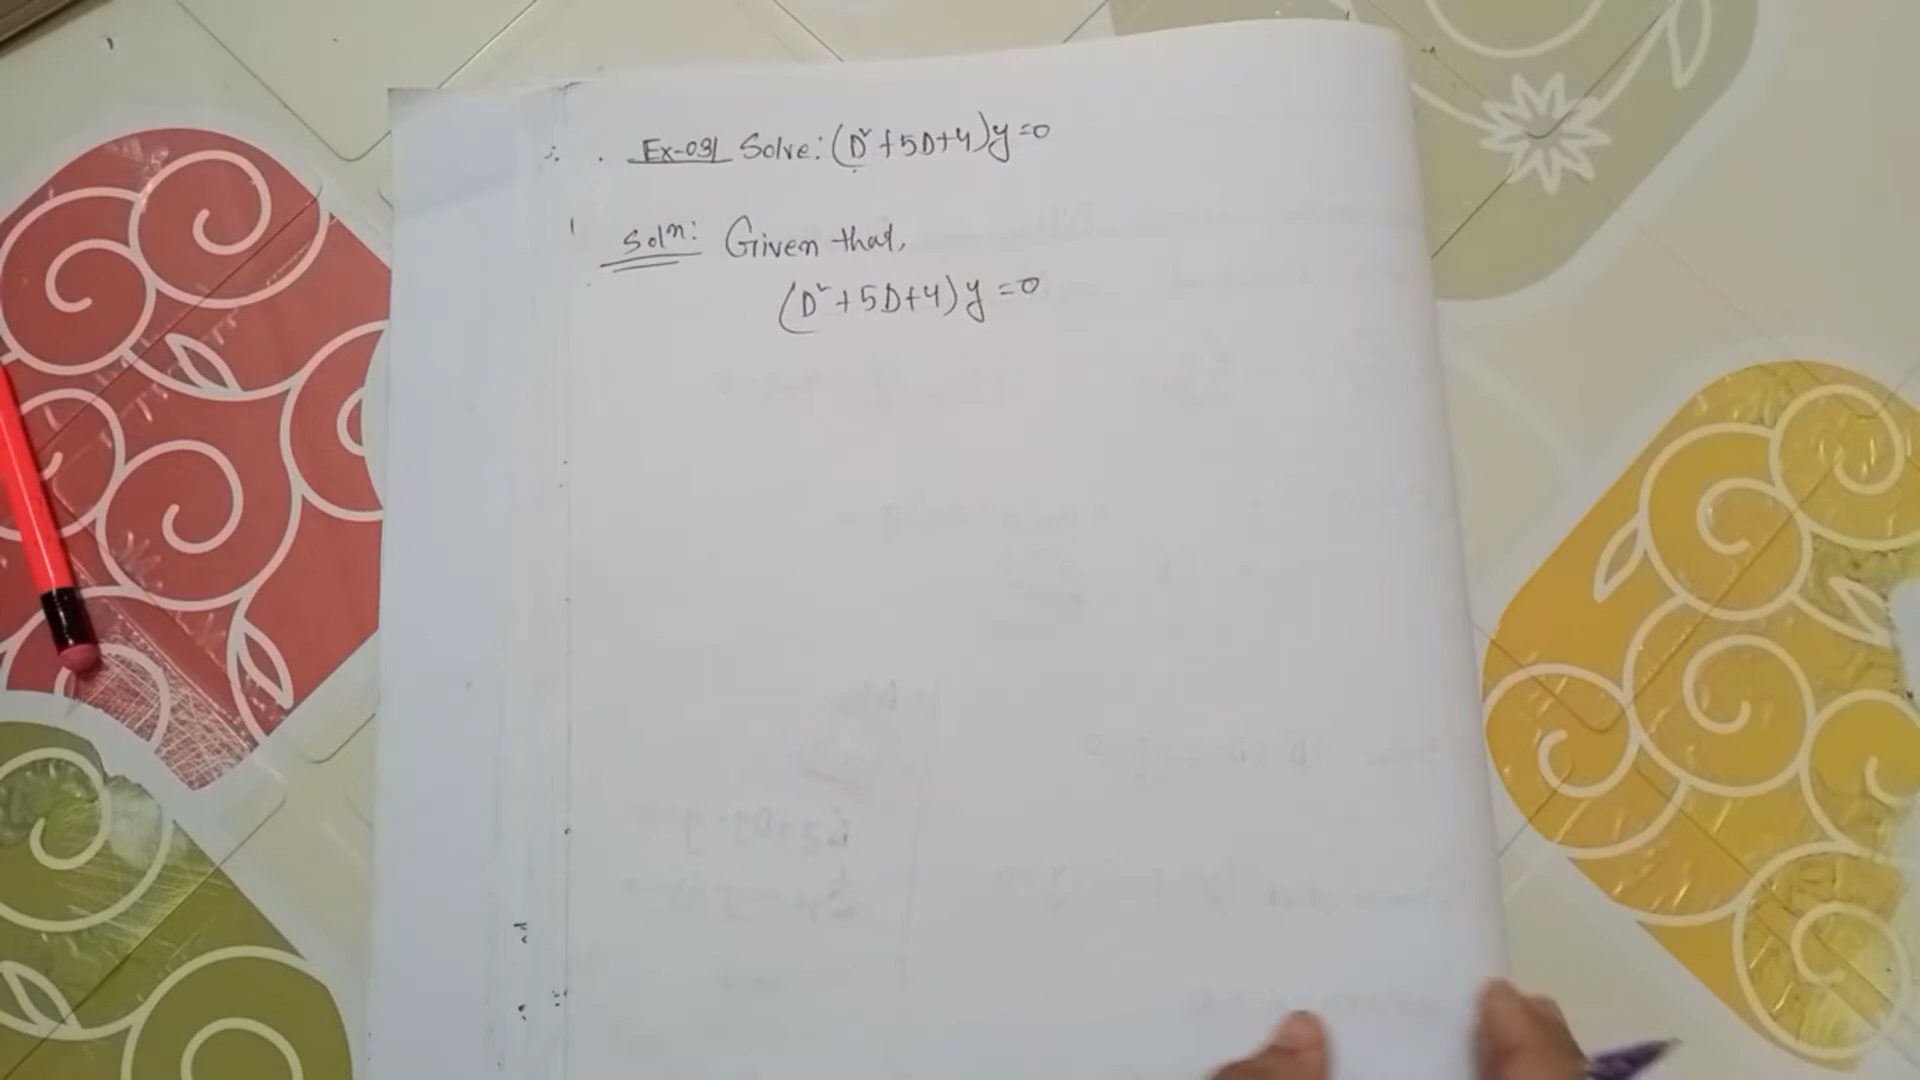 Ex-03/ Solve: (D²+5D+4)y=0
Solⁿ: Given that,
(D²+5D+4)y=0